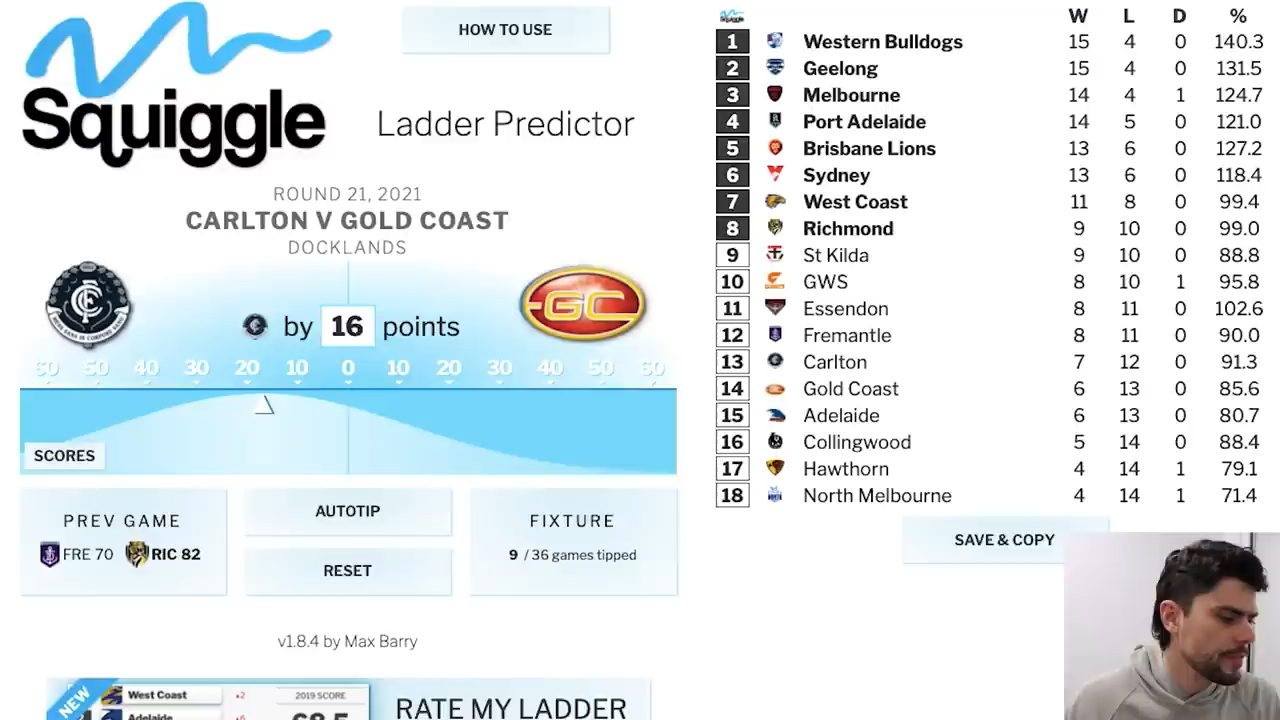 Squiggle
HOW TO USE
Ladder Predictor
ROUND 21, 2021
CARLTON V GOLD COAST
DOCKLANDS
GC
by 16 points
60 50 40 30 20 10 0 10 20 30 40 50 60
SCORES
PREV GAME
FRE 70 RIC 82
AUTOTIP
RESET
FIXTURE
9 / 36 games tipped
v1.8.4 by Max Barry
NEW
West Coast ▲2
2019 SCORE
Adelaide
68.5
RATE MY LADDER
Squiggle W L D %
1 Western Bulldogs 15 4 0 140.3
2 Geelong 15 4 0 131.5
3 Melbourne 14 4 1 124.7
4 Port Adelaide 14 5 0 121.0
5 Brisbane Lions 13 6 0 127.2
6 Sydney 13 6 0 118.4
7 West Coast 11 8 0 99.4
8 Richmond 9 10 0 99.0
9 St Kilda 9 10 0 88.8
10 GWS 8 10 1 95.8
11 Essendon 8 11 0 102.6
12 Fremantle 8 11 0 90.0
13 Carlton 7 12 0 91.3
14 Gold Coast 6 13 0 85.6
15 Adelaide 6 13 0 80.7
16 Collingwood 5 14 0 88.4
17 Hawthorn 4 14 1 79.1
18 North Melbourne 4 14 1 71.4
SAVE & COPY